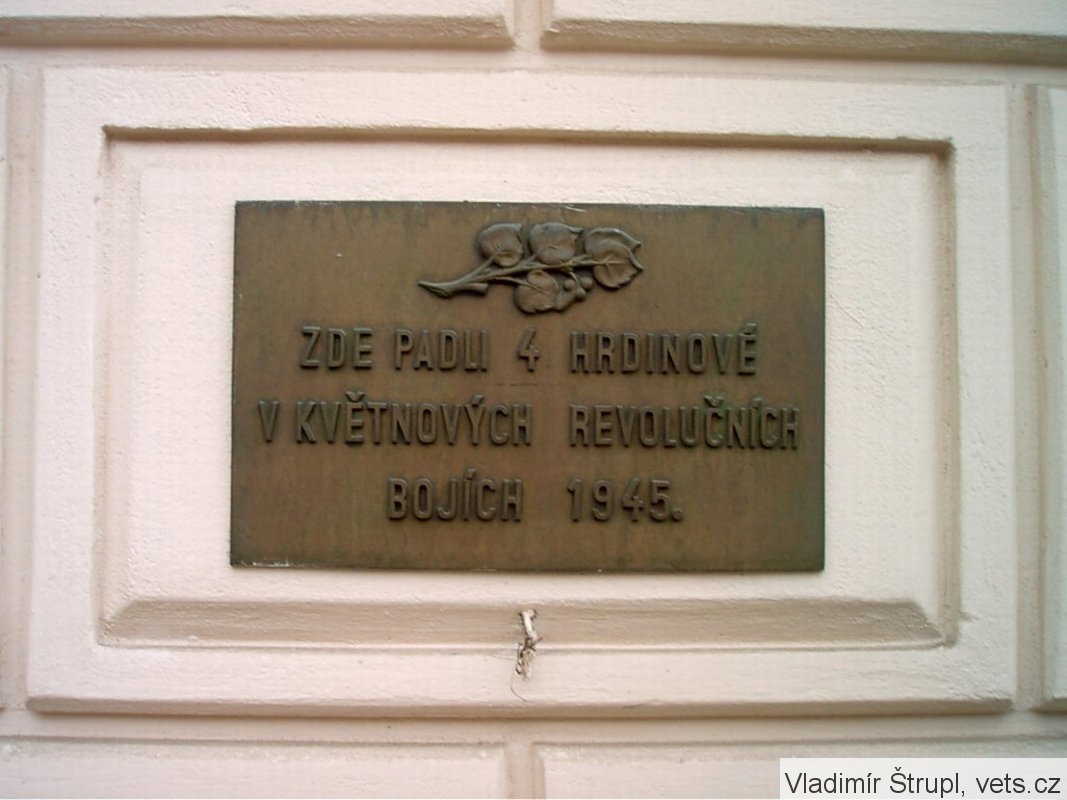 ZDE PADLI 4 HRDINOVÉ
V KVĚTNOVÝCH REVOLUČNÍCH
BOJÍCH 1945.
Vladimír Štrupl, vets.cz